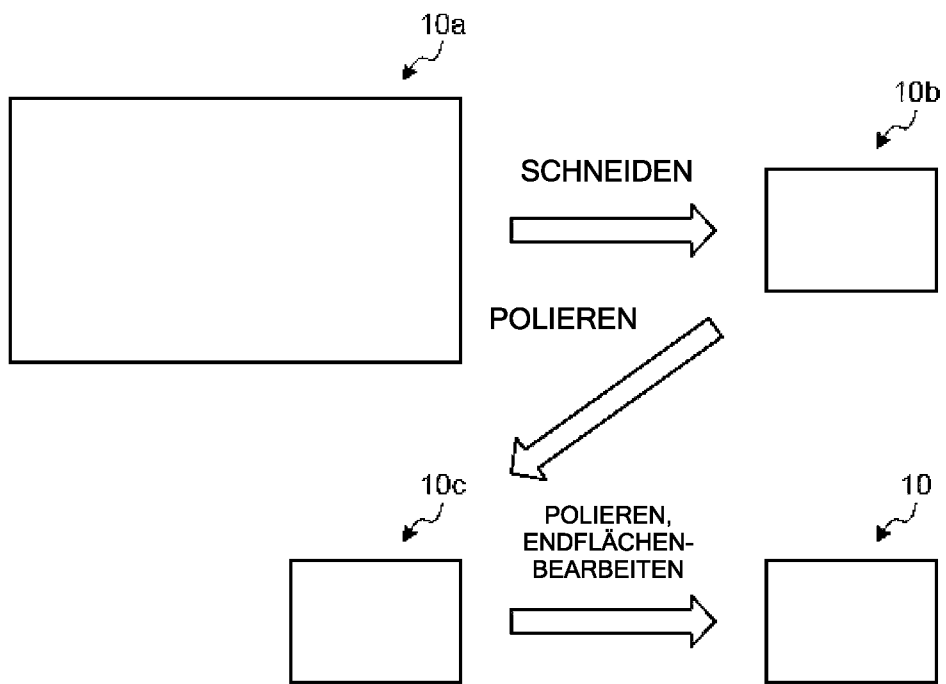 10a
10b
SCHNEIDEN
POLIEREN
10c
10
POLIEREN,
ENDFLÄCHEN-
BEARBEITEN